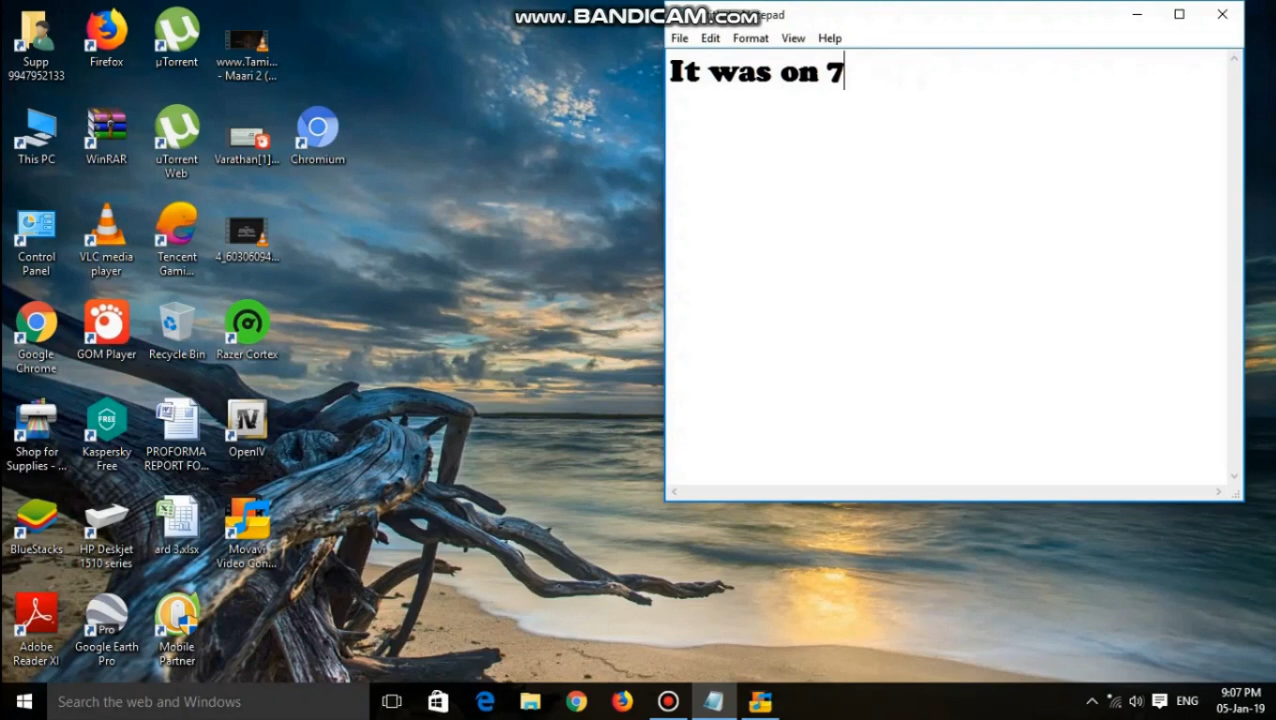 www.BANDICAM.com
epad
File Edit Format View Help
It was on 7
Supp
9947952133
Firefox
µTorrent
www.Tami...
- Maari 2 (...
This PC
WinRAR
uTorrent
Web
Varathan[1]...
Chromium
Control
Panel
VLC media
player
Tencent
Gami...
4_60306094...
Google
Chrome
GOM Player
Recycle Bin
Razer Cortex
Shop for
Supplies - ...
FREE
Kaspersky
Free
PROFORMA
REPORT FO...
IV
OpenIV
BlueStacks
HP Deskjet
1510 series
ard 3.xlsx
Movavi
Video Con...
Adobe
Reader XI
Pro
Google Earth
Pro
Mobile
Partner
Search the web and Windows
ENG
9:07 PM
05-Jan-19